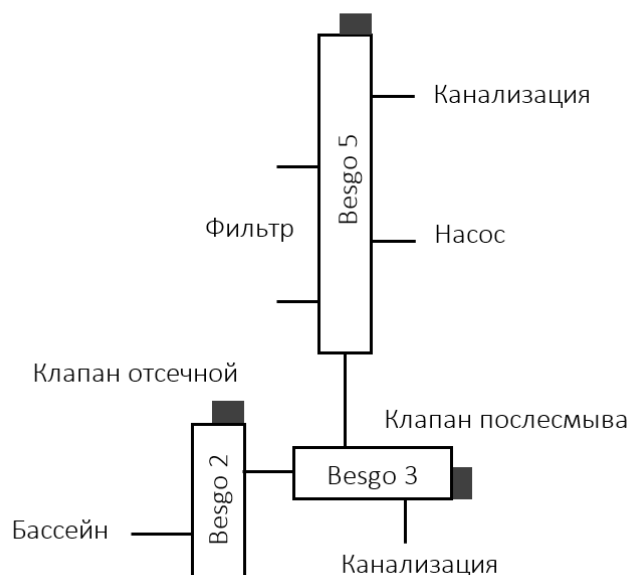 Канализация
Besgo 5
Фильтр
Насос
Клапан отсечной
Клапан послесмыва
Besgo 2
Besgo 3
Бассейн
Канализация